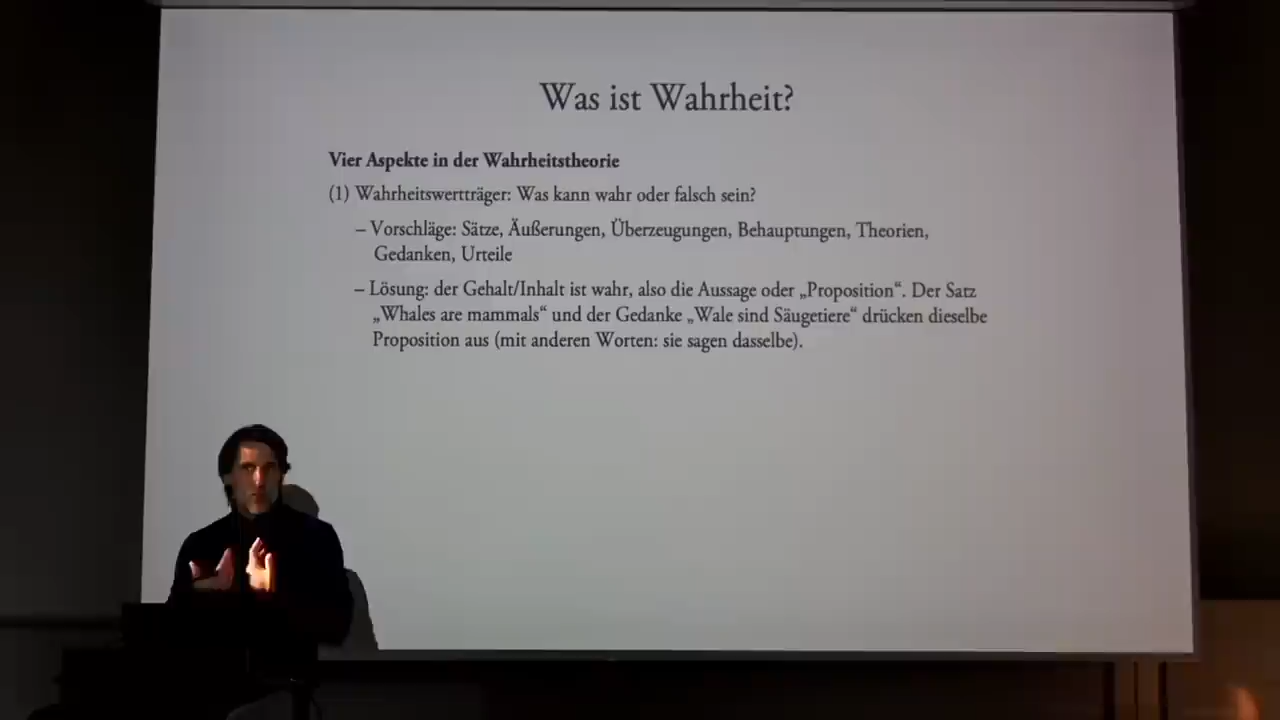 Was ist Wahrheit?
Vier Aspekte in der Wahrheitstheorie
(1) Wahrheitswertträger: Was kann wahr oder falsch sein?
– Vorschläge: Sätze, Äußerungen, Überzeugungen, Behauptungen, Theorien,
Gedanken, Urteile
– Lösung: der Gehalt/Inhalt ist wahr, also die Aussage oder „Proposition“. Der Satz
„Whales are mammals“ und der Gedanke „Wale sind Säugetiere“ drücken dieselbe
Proposition aus (mit anderen Worten: sie sagen dasselbe).